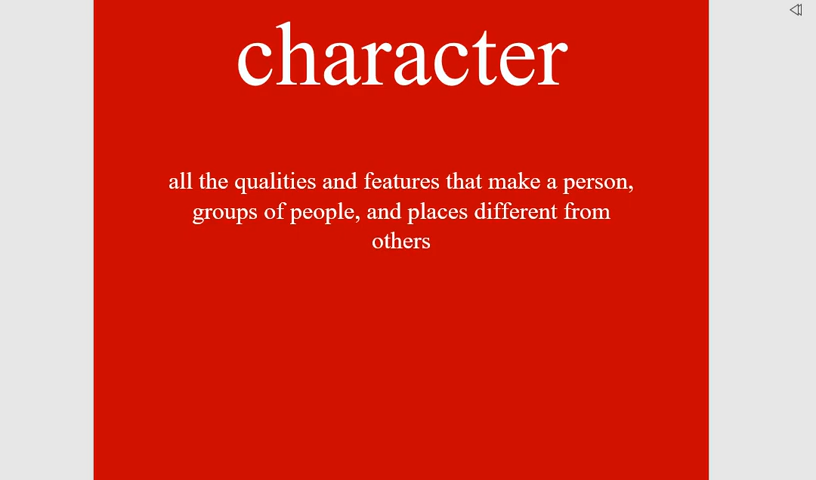 character
all the qualities and features that make a person,
groups of people, and places different from
others